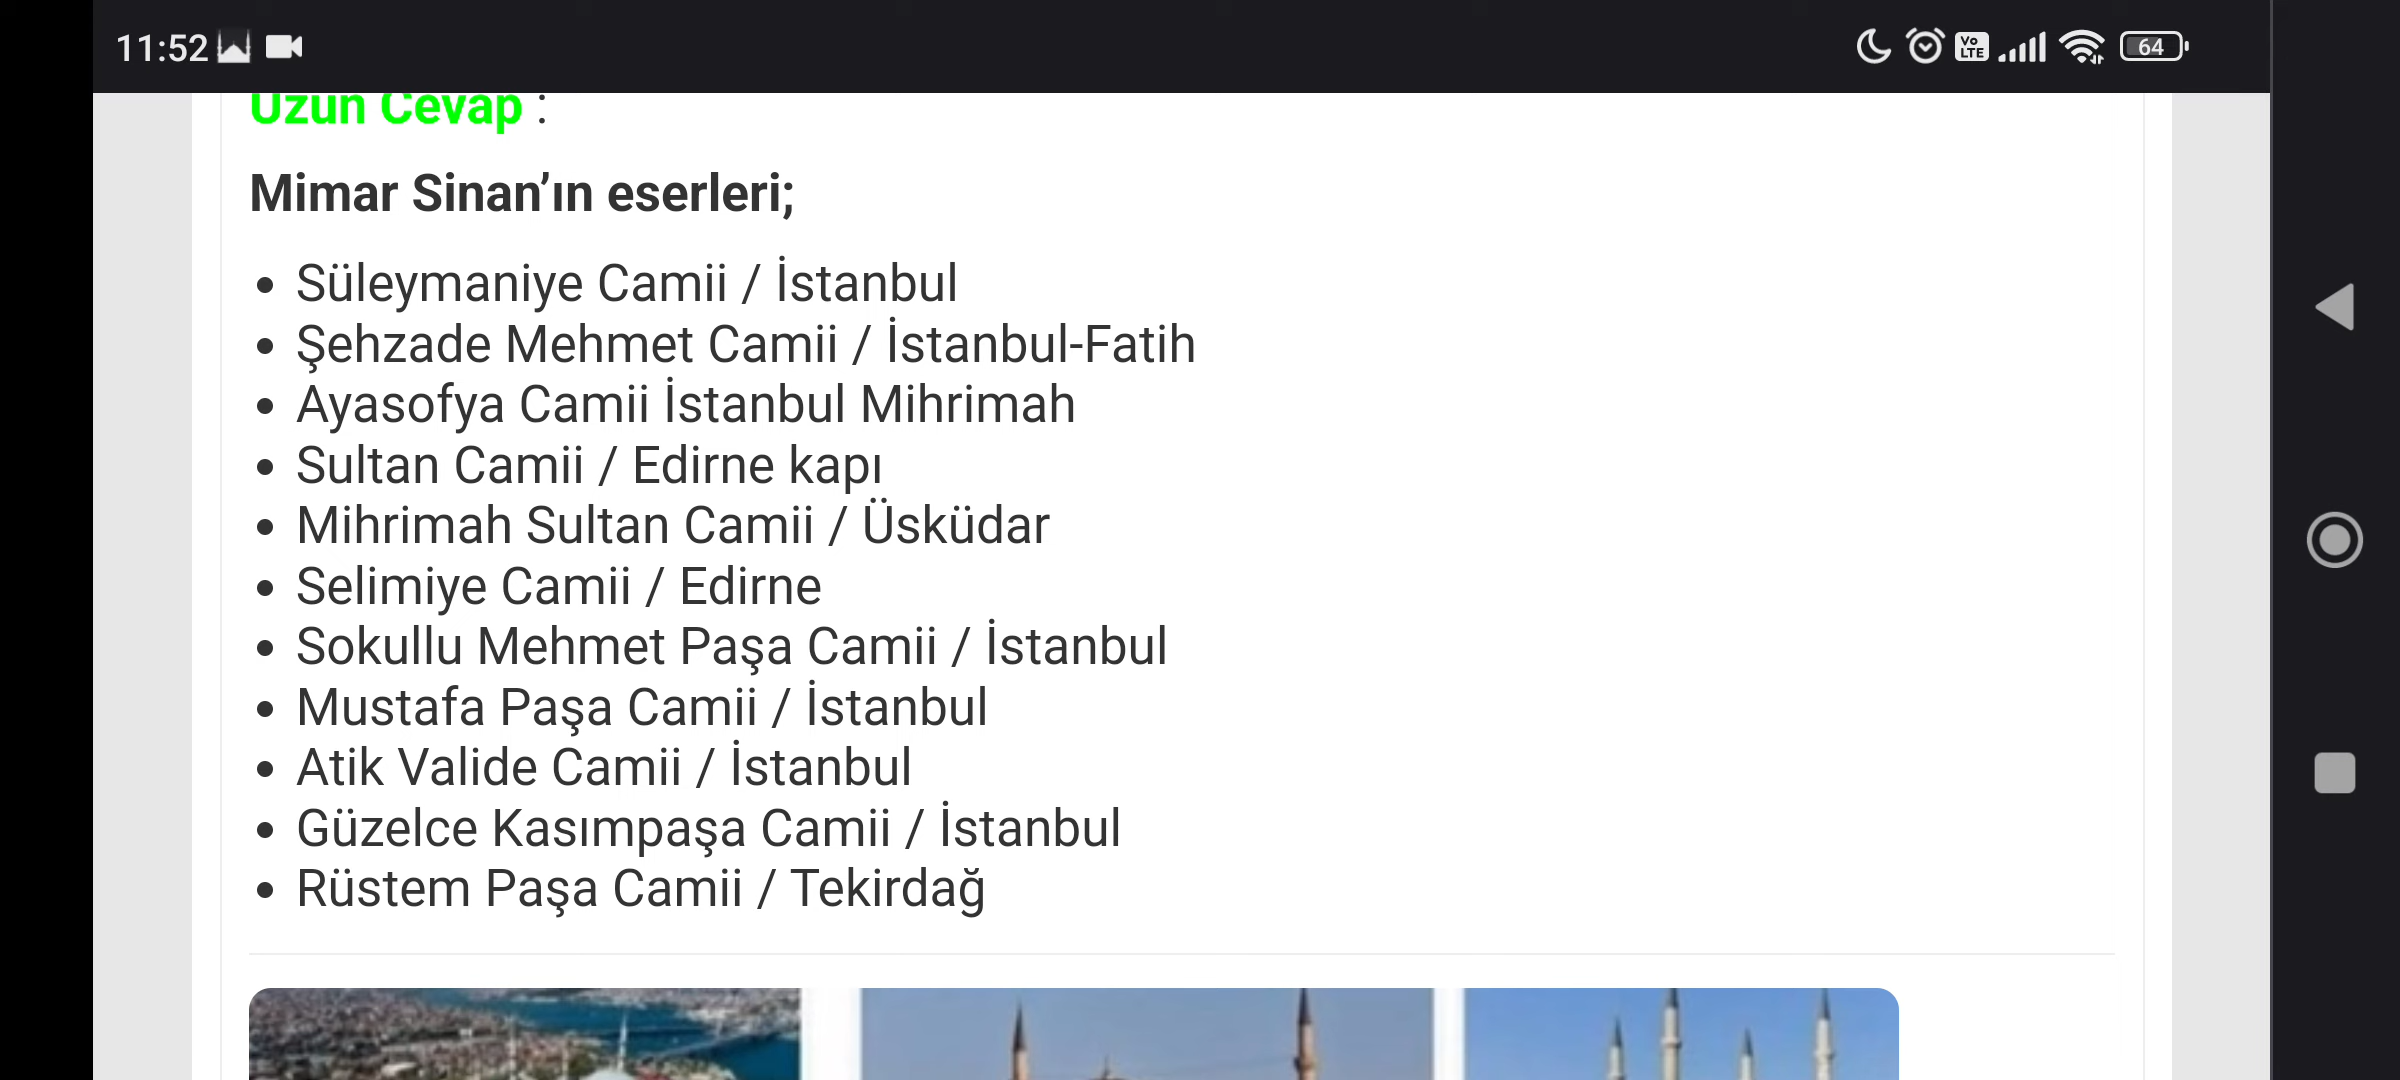 11:52
Vo LTE
64
Uzun Cevap :
Mimar Sinan’ın eserleri;
• Süleymaniye Camii / İstanbul
• Şehzade Mehmet Camii / İstanbul-Fatih
• Ayasofya Camii İstanbul Mihrimah
• Sultan Camii / Edirne kapı
• Mihrimah Sultan Camii / Üsküdar
• Selimiye Camii / Edirne
• Sokullu Mehmet Paşa Camii / İstanbul
• Mustafa Paşa Camii / İstanbul
• Atik Valide Camii / İstanbul
• Güzelce Kasımpaşa Camii / İstanbul
• Rüstem Paşa Camii / Tekirdağ